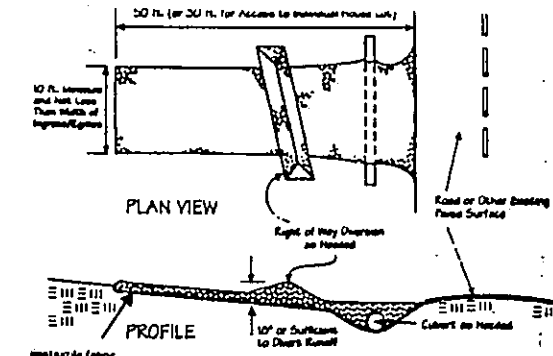 50 ft. (or 30 ft. for Access to Individual House Lot)
10 ft. Minimum
and Not Less
Than Width of
Ingress/Egress
PLAN VIEW
Right of Way Diversion
as Needed
Road or Other Existing
Paved Surface
PROFILE
10" or Sufficient
to Divert Runoff
Culvert as Needed